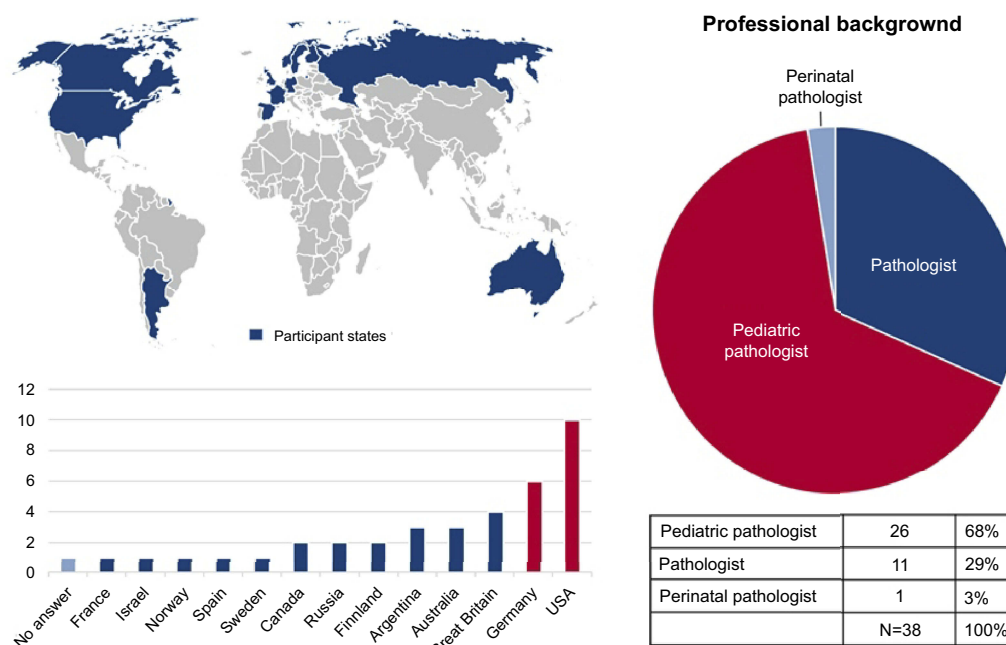 Professional backgrownd
Perinatal
pathologist
Pathologist
Pediatric
pathologist
Participant states
12
10
8
6
4
2
0
No answer
France
Israel
Norway
Spain
Sweden
Canada
Russia
Finnland
Argentina
Australia
Great Britain
Germany
USA
Pediatric pathologist 26 68%
Pathologist 11 29%
Perinatal pathologist 1 3%
N=38 100%